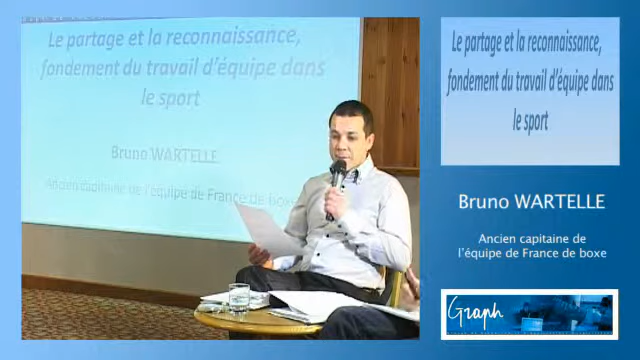 Le partage et la reconnaissance,
fondement du travail d'équipe dans
le sport
Bruno WARTELLE
Ancien capitaine de l'équipe de France de boxe
Le partage et la reconnaissance,
fondement du travail d'équipe dans
le sport
Bruno WARTELLE
Ancien capitaine de
l'équipe de France de boxe
Graph